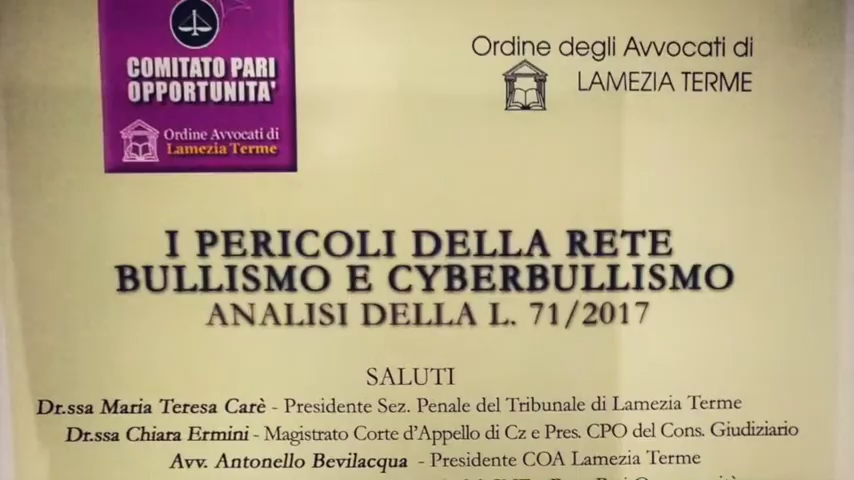 COMITATO PARI
OPPORTUNITA'
Ordine Avvocati di
Lamezia Terme
Ordine degli Avvocati di
LAMEZIA TERME
I PERICOLI DELLA RETE
BULLISMO E CYBERBULLISMO
ANALISI DELLA L. 71/2017
SALUTI
Dr.ssa Maria Teresa Carè - Presidente Sez. Penale del Tribunale di Lamezia Terme
Dr.ssa Chiara Ermini - Magistrato Corte d'Appello di Cz e Pres. CPO del Cons. Giudiziario
Avv. Antonello Bevilacqua - Presidente COA Lamezia Terme